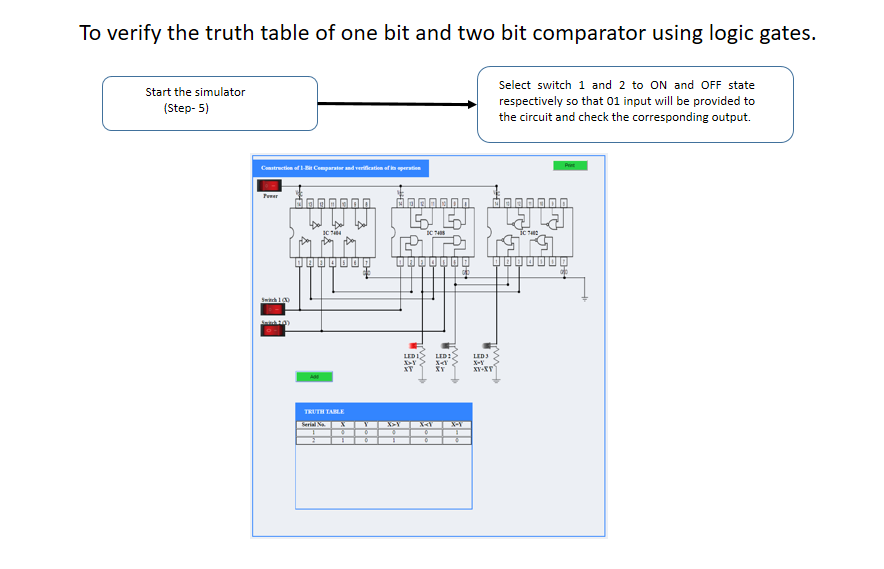 To verify the truth table of one bit and two bit comparator using logic gates.
Start the simulator
(Step- 5)
Select switch 1 and 2 to ON and OFF state
respectively so that 01 input will be provided to
the circuit and check the corresponding output.
Construction of 1-Bit Comparator and verification of its operation
Print
Power
IC 7404
IC 7408
IC 7402
Switch 1 (X)
Switch 2 (Y)
LED 1 LED 2 LED 3
X>Y X<Y X=Y
Add
TRUTH TABLE
Serial No. X Y X>Y X<Y X=Y
1 0 0 0 0 1
2 1 0 1 0 0